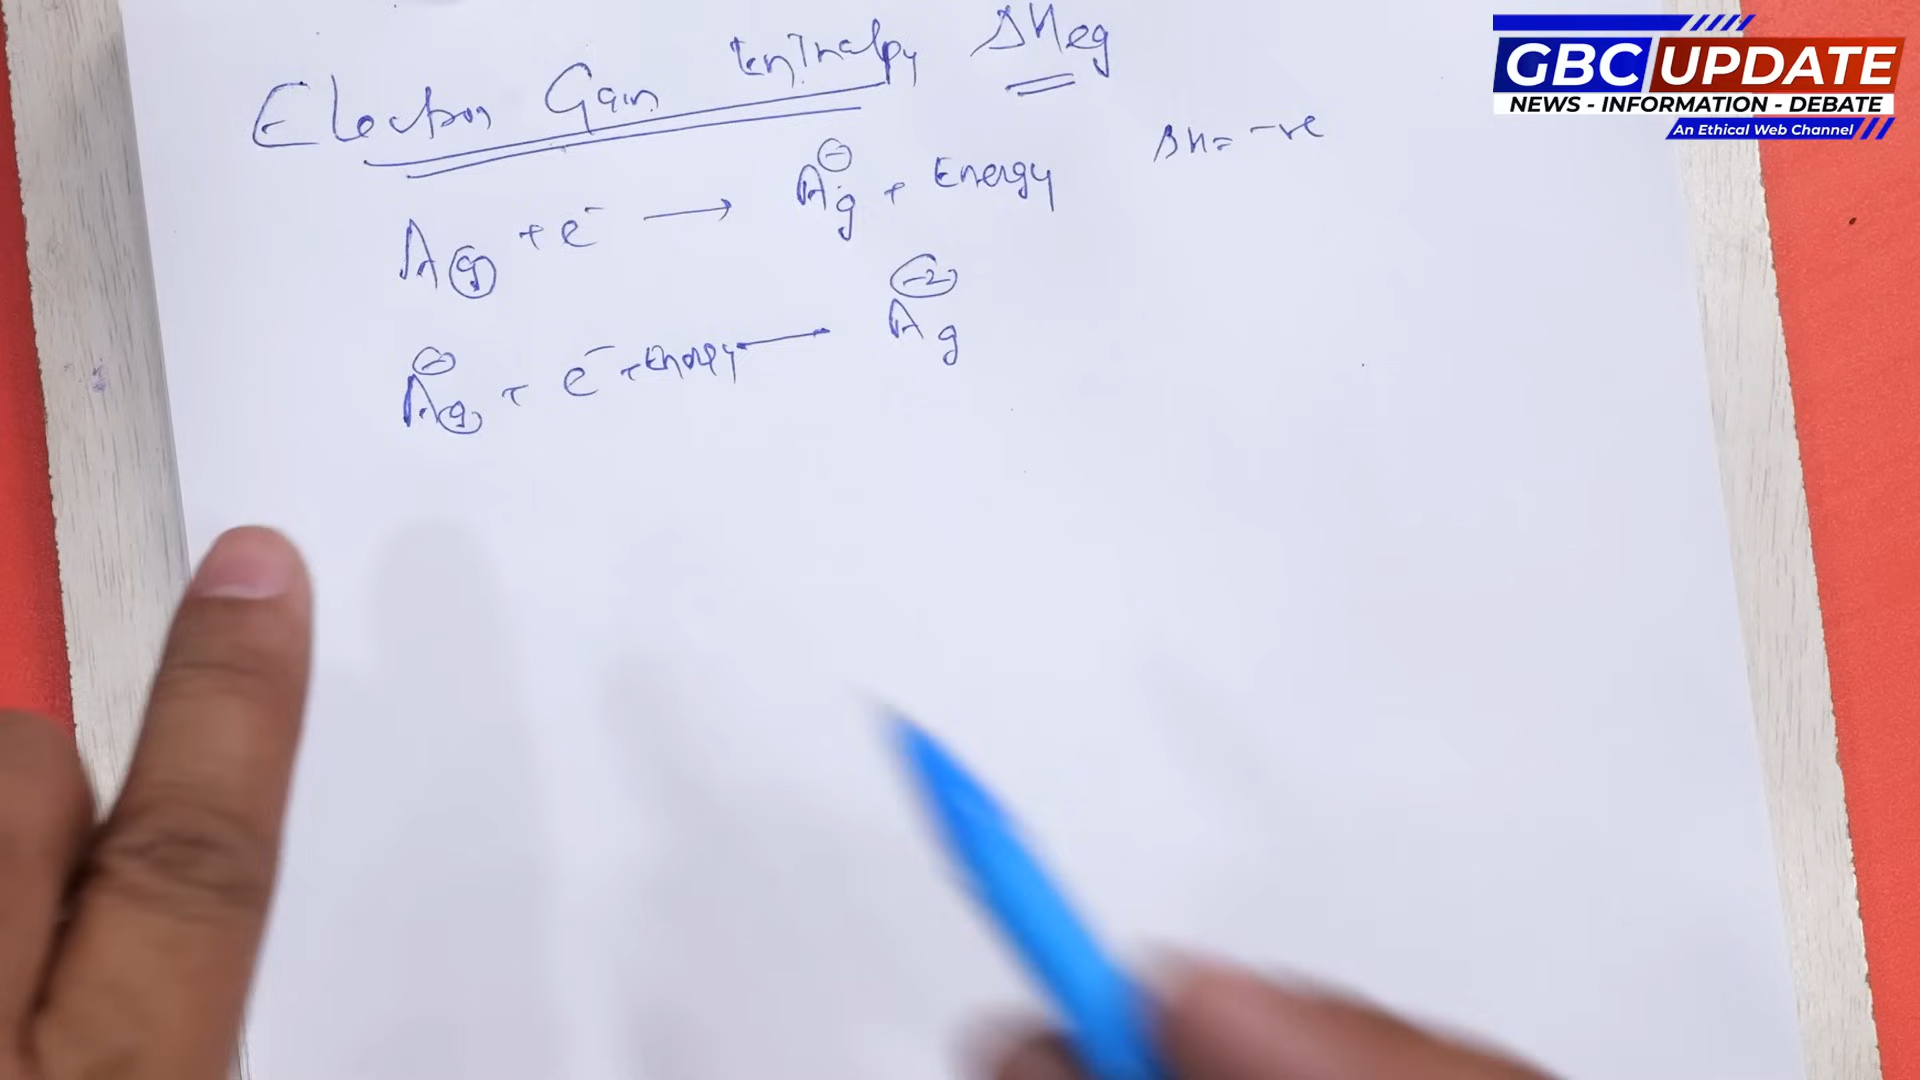 Electron Gain Enthalpy ΔHeg
A(g) + e⁻ → A⁻g + Energy ΔH = -ve
A⁻(g) + e⁻ + Energy → A⁻²g
GBC UPDATE
NEWS - INFORMATION - DEBATE
An Ethical Web Channel